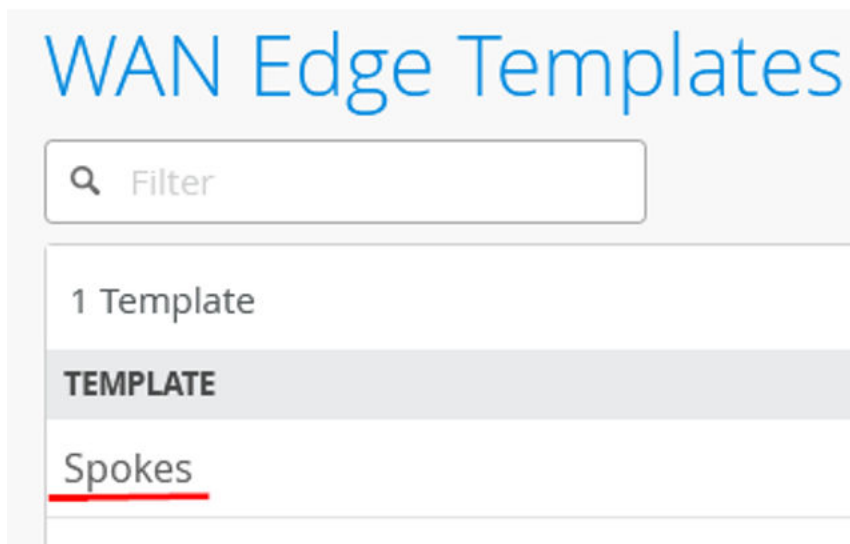 WAN Edge Templates
Filter
1 Template
TEMPLATE
Spokes